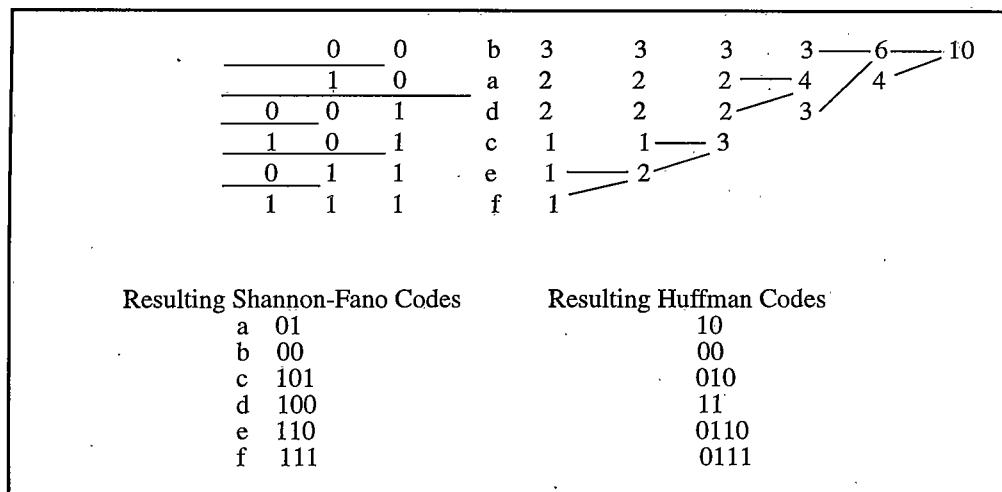 0 0 b 3 3 3 3 6 10
1 0 a 2 2 2 4 4
0 0 1 d 2 2 2 3
1 0 1 c 1 1 3
0 1 1 e 1 2
1 1 1 f 1
Resulting Shannon-Fano Codes Resulting Huffman Codes
a 01 10
b 00 00
c 101 010
d 100 11
e 110 0110
f 111 0111